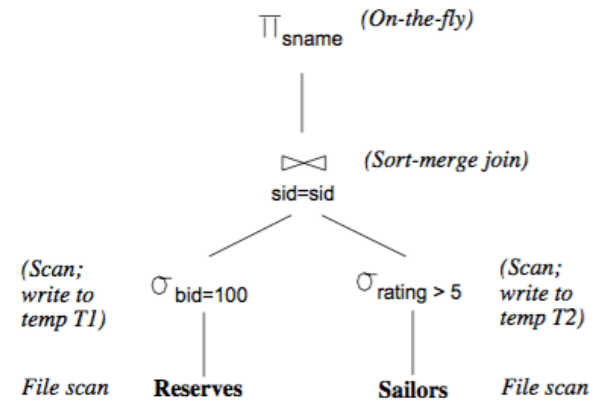 π sname (On-the-fly)
⋈ (Sort-merge join)
sid=sid
(Scan;
write to
temp T1)
σ bid=100
σ rating > 5
(Scan;
write to
temp T2)
File scan Reserves Sailors File scan